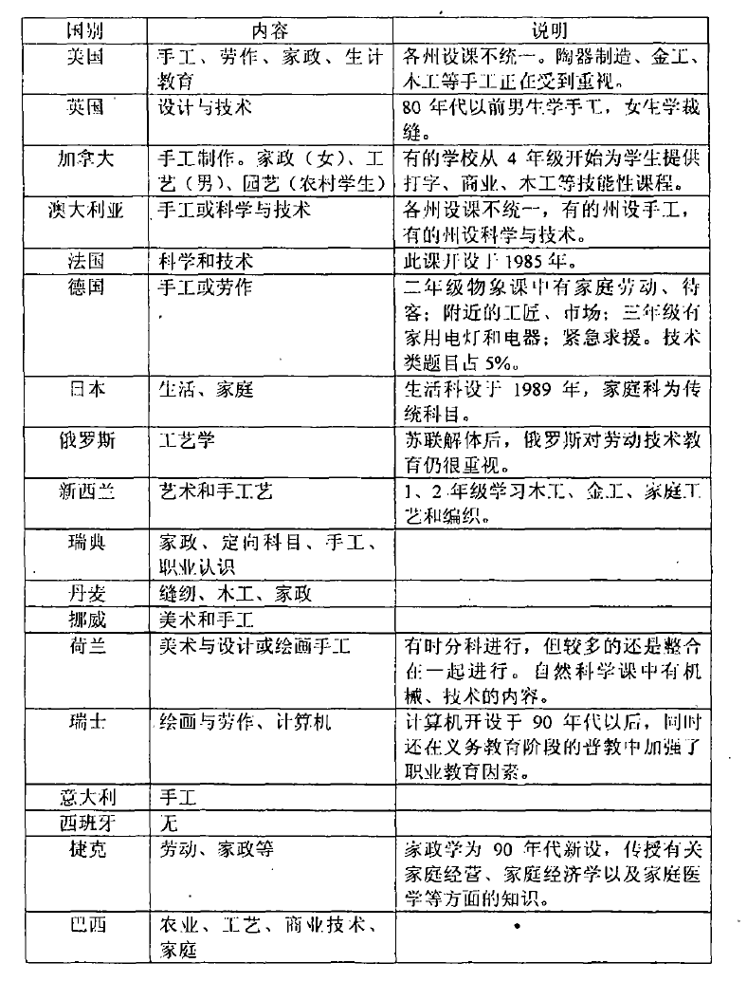 国别 内容 说明
美国 手工、劳作、家政、生计 各州设课不统一。陶器制造、金工、
教育 木工等手工正在受到重视。
英国 设计与技术 80 年代以前男生学手工，女生学裁
缝。
加拿大 手工制作。家政（女）、工 有的学校从 4 年级开始为学生提供
艺（男）、园艺（农村学生） 打字、商业、木工等技能性课程。
澳大利亚 手工或科学与技术 各州设课不统一，有的州设手工，
有的州设科学与技术。
法国 科学和技术 此课开设于 1985 年。
德国 手工或劳作 二年级物象课中有家庭劳动、待
客；附近的工匠、市场；三年级有
家用电灯和电器；紧急求援。技术
类题目占 5%。
日本 生活、家庭 生活科设于 1989 年，家庭科为传
统科目。
俄罗斯 工艺学 苏联解体后，俄罗斯对劳动技术教
育仍很重视。
新西兰 艺术和手工艺 1、2 年级学习木工、金工、家庭工
艺和编织。
瑞典 家政、定向科目、手工、
职业认识
丹麦 缝纫、木工、家政
挪威 美术和手工
荷兰 美术与设计或绘画手工 有时分科进行，但较多的还是整合
在一起进行。自然科学课中有机
械、技术的内容。
瑞士 绘画与劳作、计算机 计算机开设于 90 年代以后，同时
还在义务教育阶段的普教中加强了
职业教育因素。
意大利 手工
西班牙 无
捷克 劳动、家政等 家政学为 90 年代新设，传授有关
家庭经营、家庭经济学以及家庭医
学等方面的知识。
巴西 农业、工艺、商业技术、
家庭